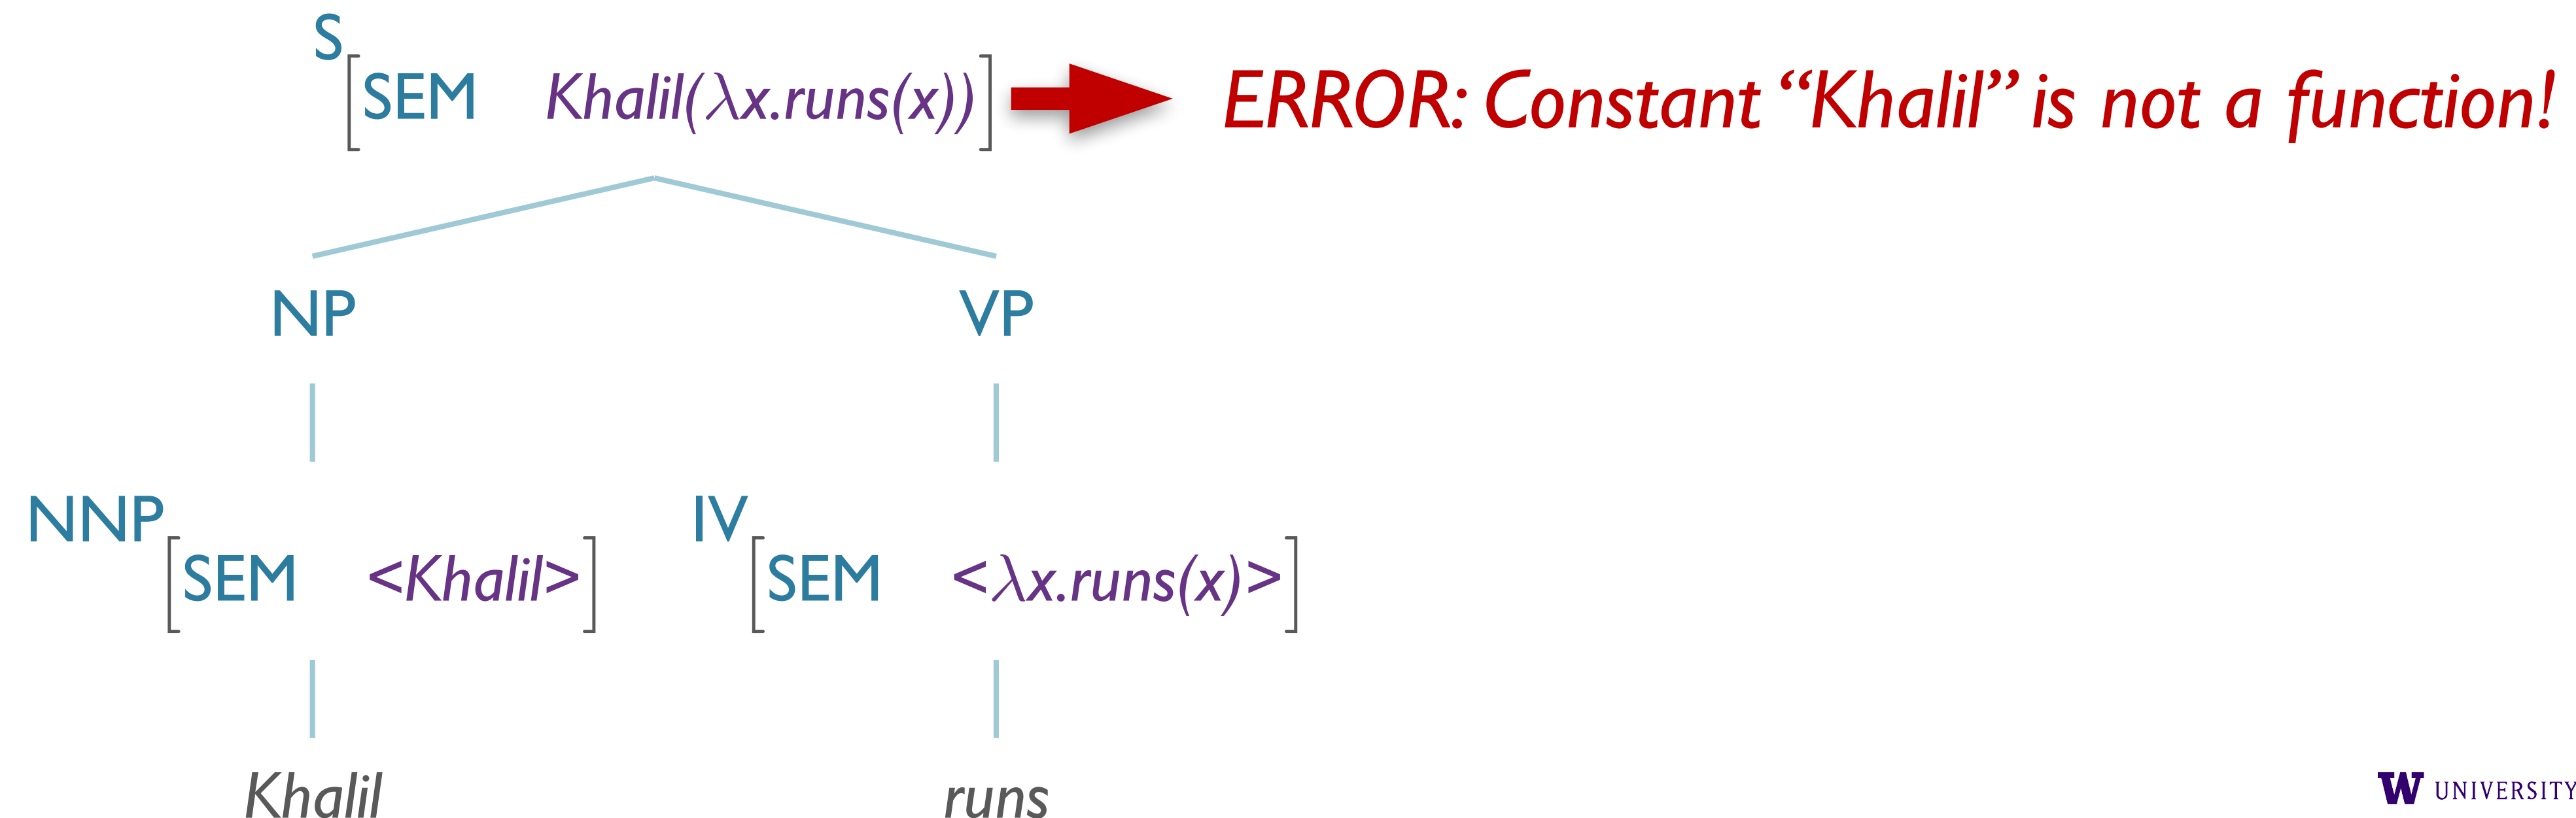 S
[SEM Khalil(λx.runs(x))]
ERROR: Constant “Khalil” is not a function!
NP VP
NNP
[SEM <Khalil>]
IV
[SEM <λx.runs(x)>]
Khalil runs
W UNIVERSITY